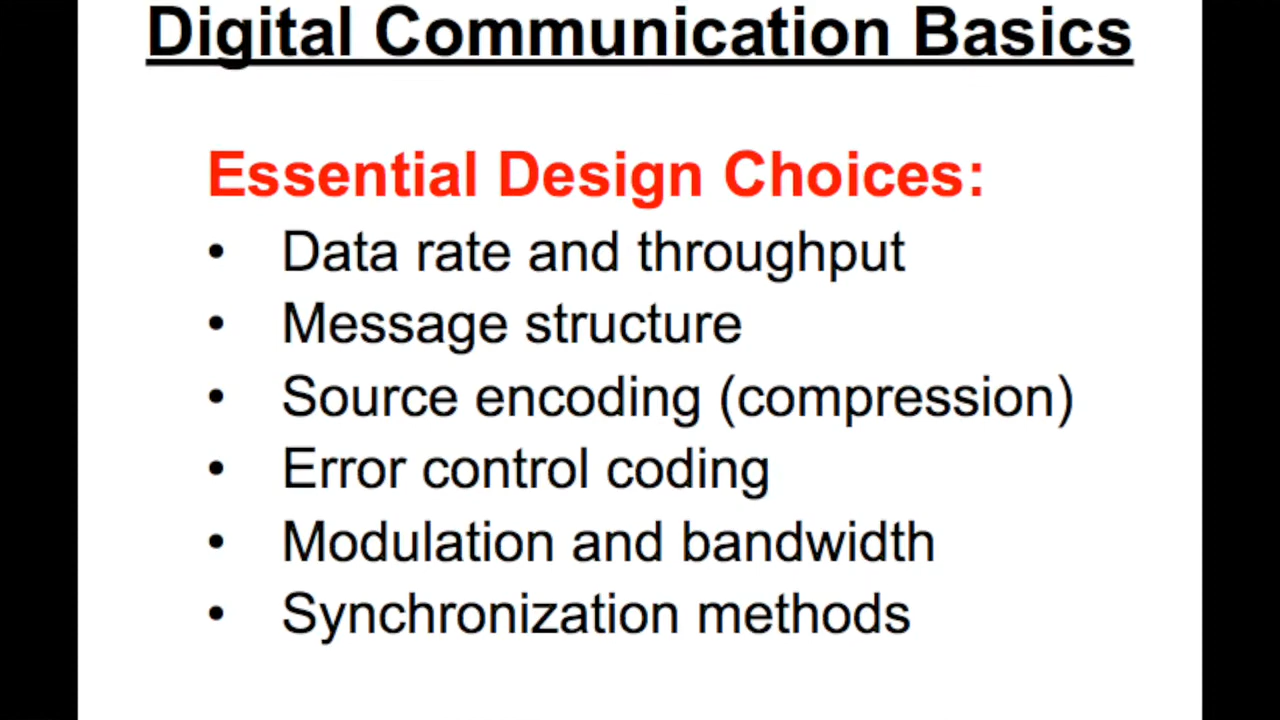 Digital Communication Basics
Essential Design Choices:
• Data rate and throughput
• Message structure
• Source encoding (compression)
• Error control coding
• Modulation and bandwidth
• Synchronization methods